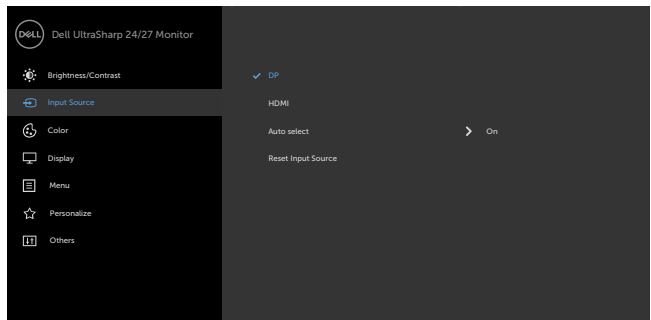 DELL Dell UltraSharp 24/27 Monitor
Brightness/Contrast
DP
Input Source
HDMI
Color
Auto select
On
Display
Reset Input Source
Menu
Personalize
Others